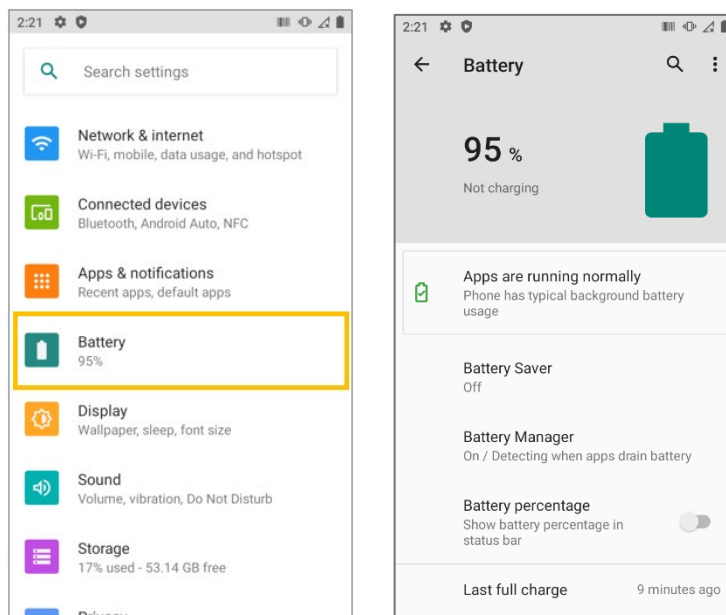 2:21
Search settings
Network & internet
Wi-Fi, mobile, data usage, and hotspot
Connected devices
Bluetooth, Android Auto, NFC
Apps & notifications
Recent apps, default apps
Battery
95%
Display
Wallpaper, sleep, font size
Sound
Volume, vibration, Do Not Disturb
Storage
17% used - 53.14 GB free
2:21
Battery
95 %
Not charging
Apps are running normally
Phone has typical background battery
usage
Battery Saver
Off
Battery Manager
On / Detecting when apps drain battery
Battery percentage
Show battery percentage in
status bar
Last full charge
9 minutes ago